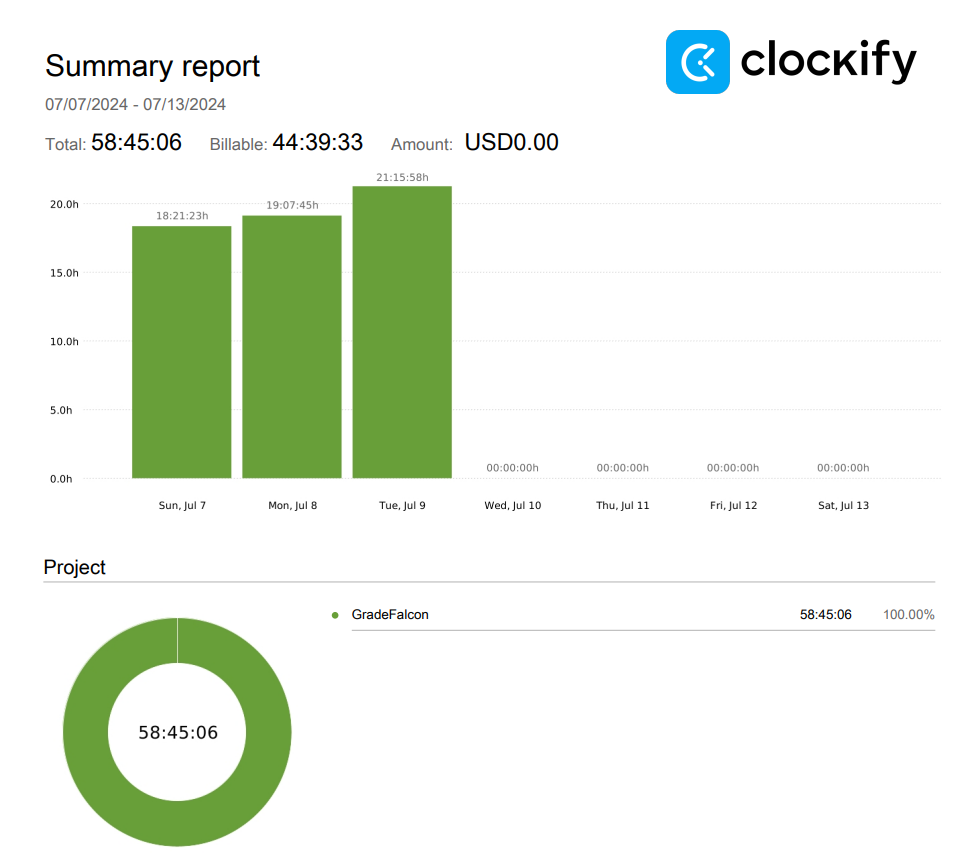 clockify
Summary report
07/07/2024 - 07/13/2024
Total: 58:45:06 Billable: 44:39:33 Amount: USD0.00
21:15:58h
20.0h
19:07:45h
18:21:23h
15.0h
10.0h
5.0h
00:00:00h 00:00:00h 00:00:00h 00:00:00h
0.0h
Sun, Jul 7 Mon, Jul 8 Tue, Jul 9 Wed, Jul 10 Thu, Jul 11 Fri, Jul 12 Sat, Jul 13
Project
GradeFalcon 58:45:06 100.00%
58:45:06